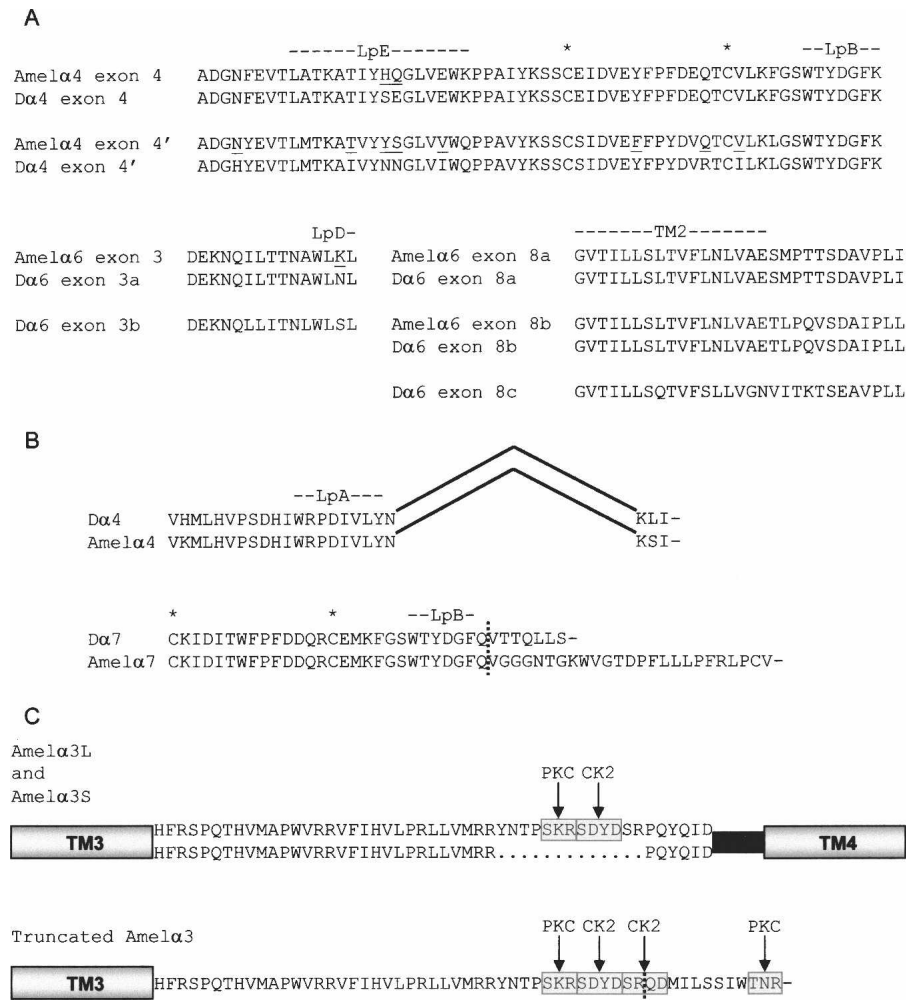 A
------LpE------- * * --LpB--
Amelα4 exon 4 ADGNFEVTLATKATIYHQGLVEWKPPAIYKSSCEIDVEYFPFDEQTCVLKFGSWTYDGFK
Dα4 exon 4 ADGNFEVTLATKATIYSEGLVEWKPPAIYKSSCEIDVEYFPFDEQTCVLKFGSWTYDGFK
Amelα4 exon 4′ ADGNYEVTLMTKATVYYSGLVVWQPPAVYKSSCSIDVEFFPYDVQTCVLKLGSWTYDGFK
Dα4 exon 4′ ADGHYEVTLMTKAIVYNNGLVIWQPPAVYKSSCSIDVEYFPYDVRTCILKLGSWTYDGFK
LpD-
Amelα6 exon 3 DEKNQILTTNAWLKL
Dα6 exon 3a DEKNQILTTNAWLNL
Dα6 exon 3b DEKNQLLITNLWLSL
-------TM2-------
Amelα6 exon 8a GVTILLSLTVFLNLVAESMPTTSDAVPLI
Dα6 exon 8a GVTILLSLTVFLNLVAESMPTTSDAVPLI
Amelα6 exon 8b GVTILLSLTVFLNLVAETLPQVSDAIPLL
Dα6 exon 8b GVTILLSLTVFLNLVAETLPQVSDAIPLL
Dα6 exon 8c GVTILLSQTVFSLLVGNVITKTSEAVPLL
B
--LpA---
Dα4 VHMLHVPSDHIWRPDIVLYN KLI-
Amelα4 VKMLHVPSDHIWRPDIVLYN KSI-
* * --LpB--
Dα7 CKIDITWFPFDDQRCEMKFGSWTYDGFQVTTQLLS-
Amelα7 CKIDITWFPFDDQRCEMKFGSWTYDGFQVGGGNTGKWVGTDPFLLLPFRLPCV-
C
Amelα3L
and
Amelα3S
PKC CK2
TM3 HFRSPQTHVMAPWVRRVFIHVLPRLLVMRRYNTPSKRSDYDSRPQYQID TM4
HFRSPQTHVMAPWVRRVFIHVLPRLLVMRR.............PQYQID
Truncated Amelα3
PKC CK2 CK2 PKC
TM3 HFRSPQTHVMAPWVRRVFIHVLPRLLVMRRYNTPSKRSDYDSRQDMILSSIWTNR-